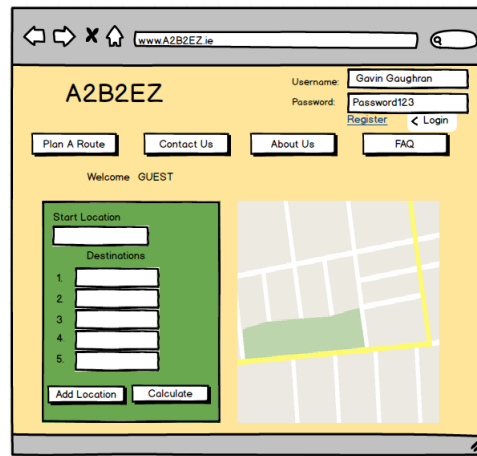 www.A2B2EZ.ie
A2B2EZ
Username: Gavin Gaughran
Password: Password123
Register < Login
Plan A Route Contact Us About Us FAQ
Welcome GUEST
Start Location
Destinations
1.
2
3
4
5.
Add Location Calculate